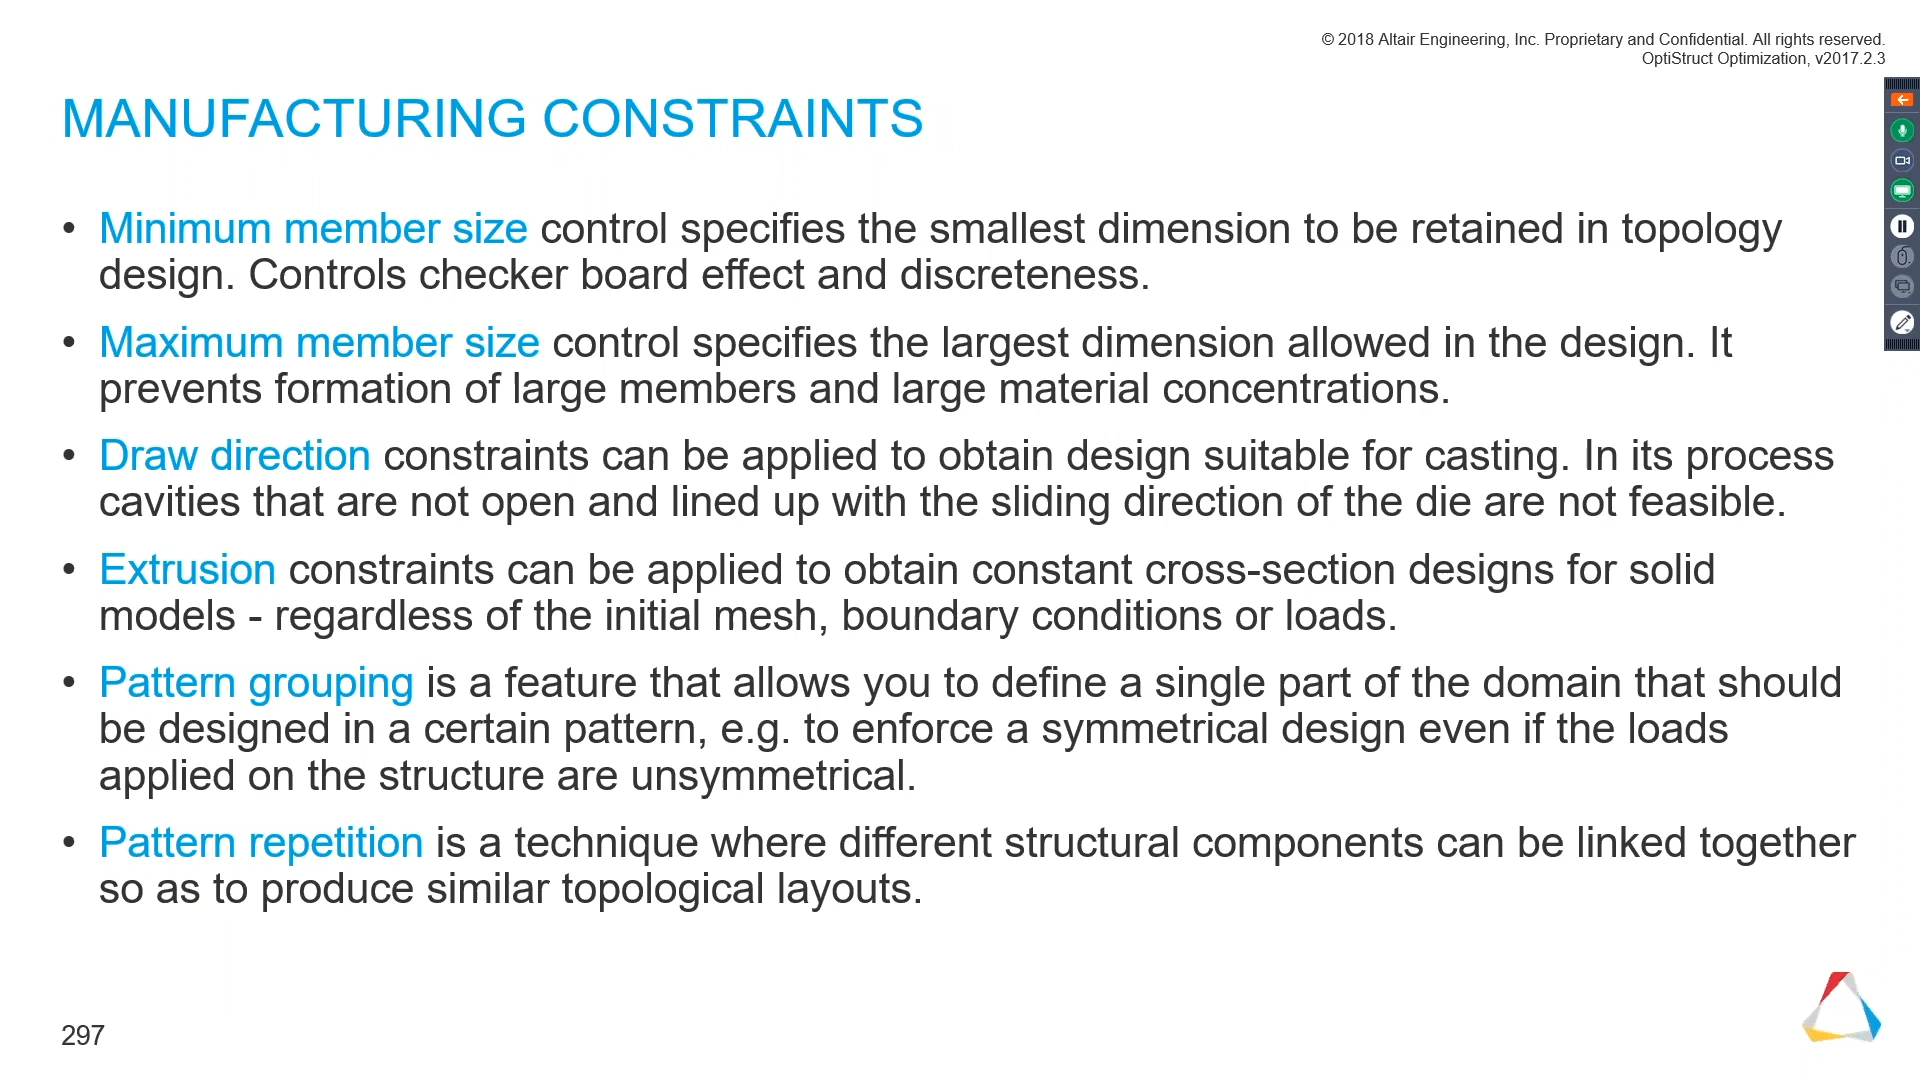 © 2018 Altair Engineering, Inc. Proprietary and Confidential. All rights reserved.
OptiStruct Optimization, v2017.2.3
MANUFACTURING CONSTRAINTS
• Minimum member size control specifies the smallest dimension to be retained in topology
design. Controls checker board effect and discreteness.
• Maximum member size control specifies the largest dimension allowed in the design. It
prevents formation of large members and large material concentrations.
• Draw direction constraints can be applied to obtain design suitable for casting. In its process
cavities that are not open and lined up with the sliding direction of the die are not feasible.
• Extrusion constraints can be applied to obtain constant cross-section designs for solid
models - regardless of the initial mesh, boundary conditions or loads.
• Pattern grouping is a feature that allows you to define a single part of the domain that should
be designed in a certain pattern, e.g. to enforce a symmetrical design even if the loads
applied on the structure are unsymmetrical.
• Pattern repetition is a technique where different structural components can be linked together
so as to produce similar topological layouts.
297